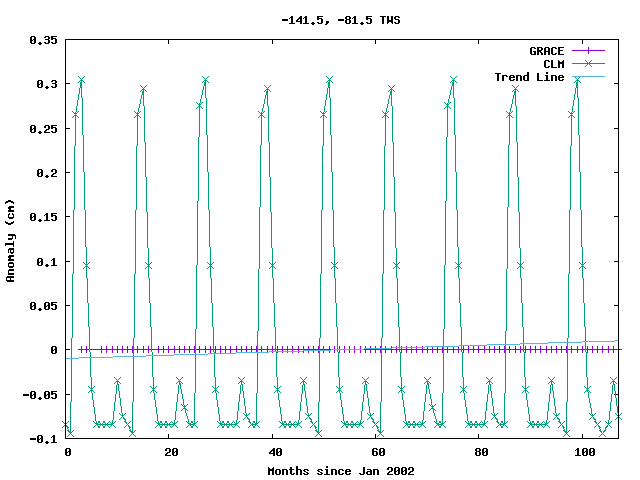 -141.5, -81.5 TWS
0.35
0.3
0.25
0.2
0.15
0.1
0.05
0
-0.05
-0.1
Anomaly (cm)
GRACE
CLM
Trend Line
0 20 40 60 80 100
Months since Jan 2002